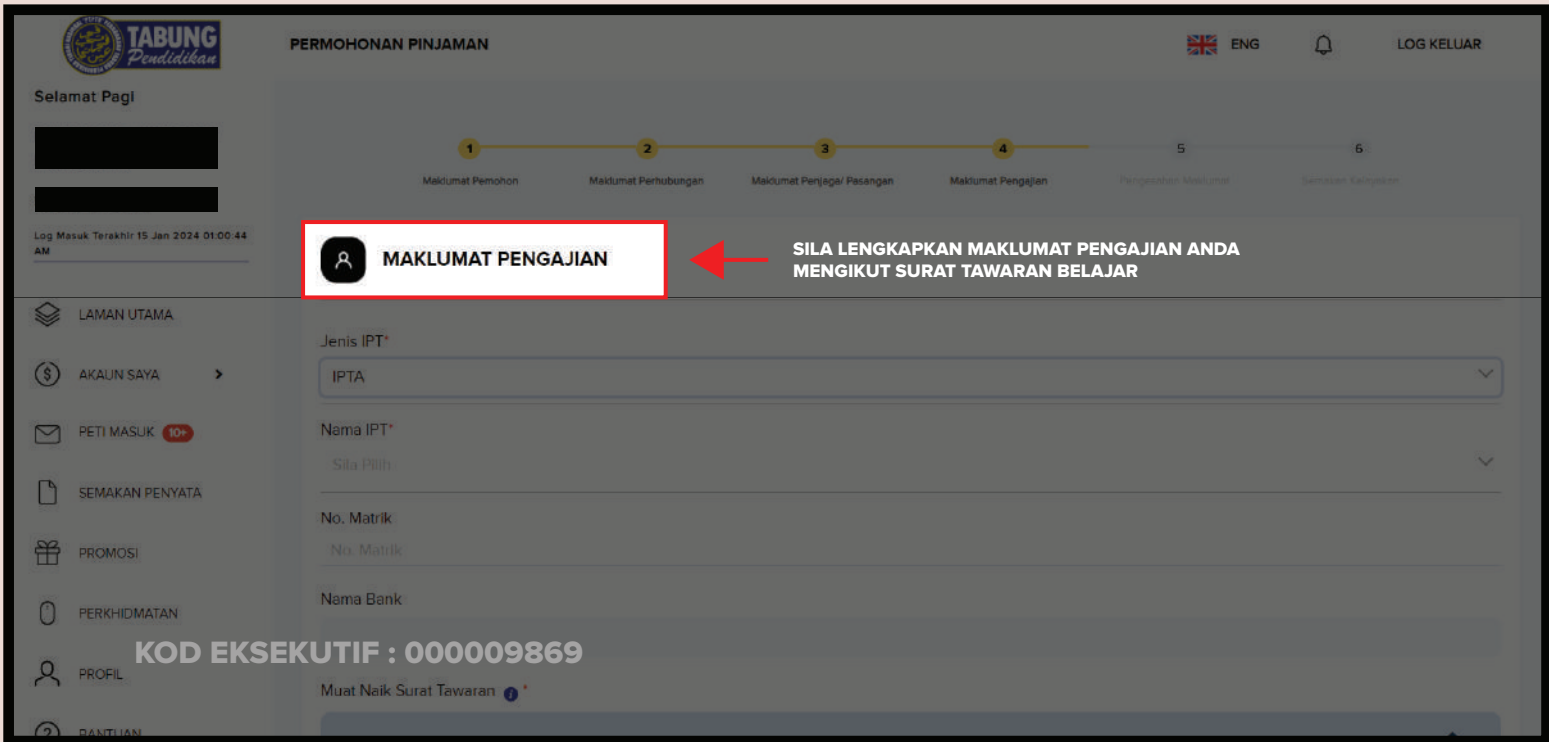 TABUNG
Pendidikan
PERMOHONAN PINJAMAN
ENG
LOG KELUAR
Selamat Pagi
Log Masuk Terakhir 15 Jan 2024 01:00:44
AM
1
2
3
4
5
6
Maklumat Pemohon
Maklumat Perhubungan
Maklumat Penjaga/ Pasangan
Maklumat Pengajian
Pengesahan Maklumat
Semakan Kelayakan
MAKLUMAT PENGAJIAN
SILA LENGKAPKAN MAKLUMAT PENGAJIAN ANDA
MENGIKUT SURAT TAWARAN BELAJAR
LAMAN UTAMA
AKAUN SAYA
PETI MASUK 10+
SEMAKAN PENYATA
PROMOSI
PERKHIDMATAN
PROFIL
BANTUAN
Jenis IPT*
IPTA
Nama IPT*
Sila Pilih
No. Matrik
No. Matrik
Nama Bank
KOD EKSEKUTIF : 000009869
Muat Naik Surat Tawaran i *